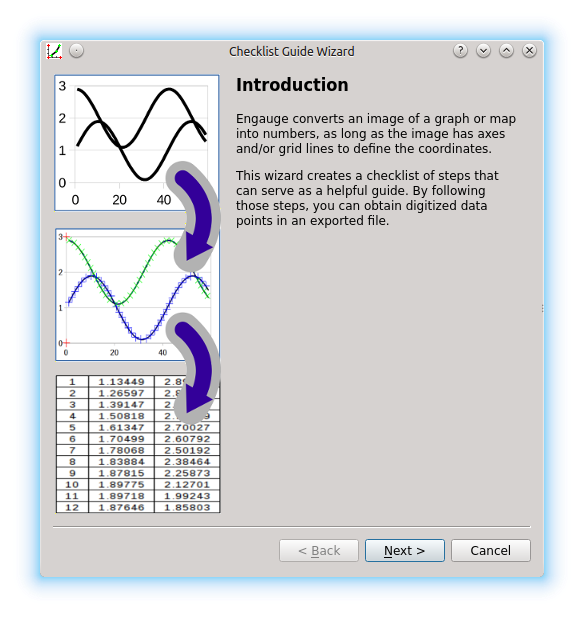 Checklist Guide Wizard
?
3
2
1
0
0
20
40
3
2
1
0
0
20
40
1 1.13449
2 1.26597
3 1.39147
4 1.50818
5 1.61347 2.70027
6 1.70499 2.60792
7 1.78068 2.50192
8 1.83884 2.38464
9 1.87815 2.25873
10 1.89775 2.12701
11 1.89718 1.99243
12 1.87646 1.85803
Introduction
Engauge converts an image of a graph or map
into numbers, as long as the image has axes
and/or grid lines to define the coordinates.
This wizard creates a checklist of steps that
can serve as a helpful guide. By following
those steps, you can obtain digitized data
points in an exported file.
< Back
Next >
Cancel